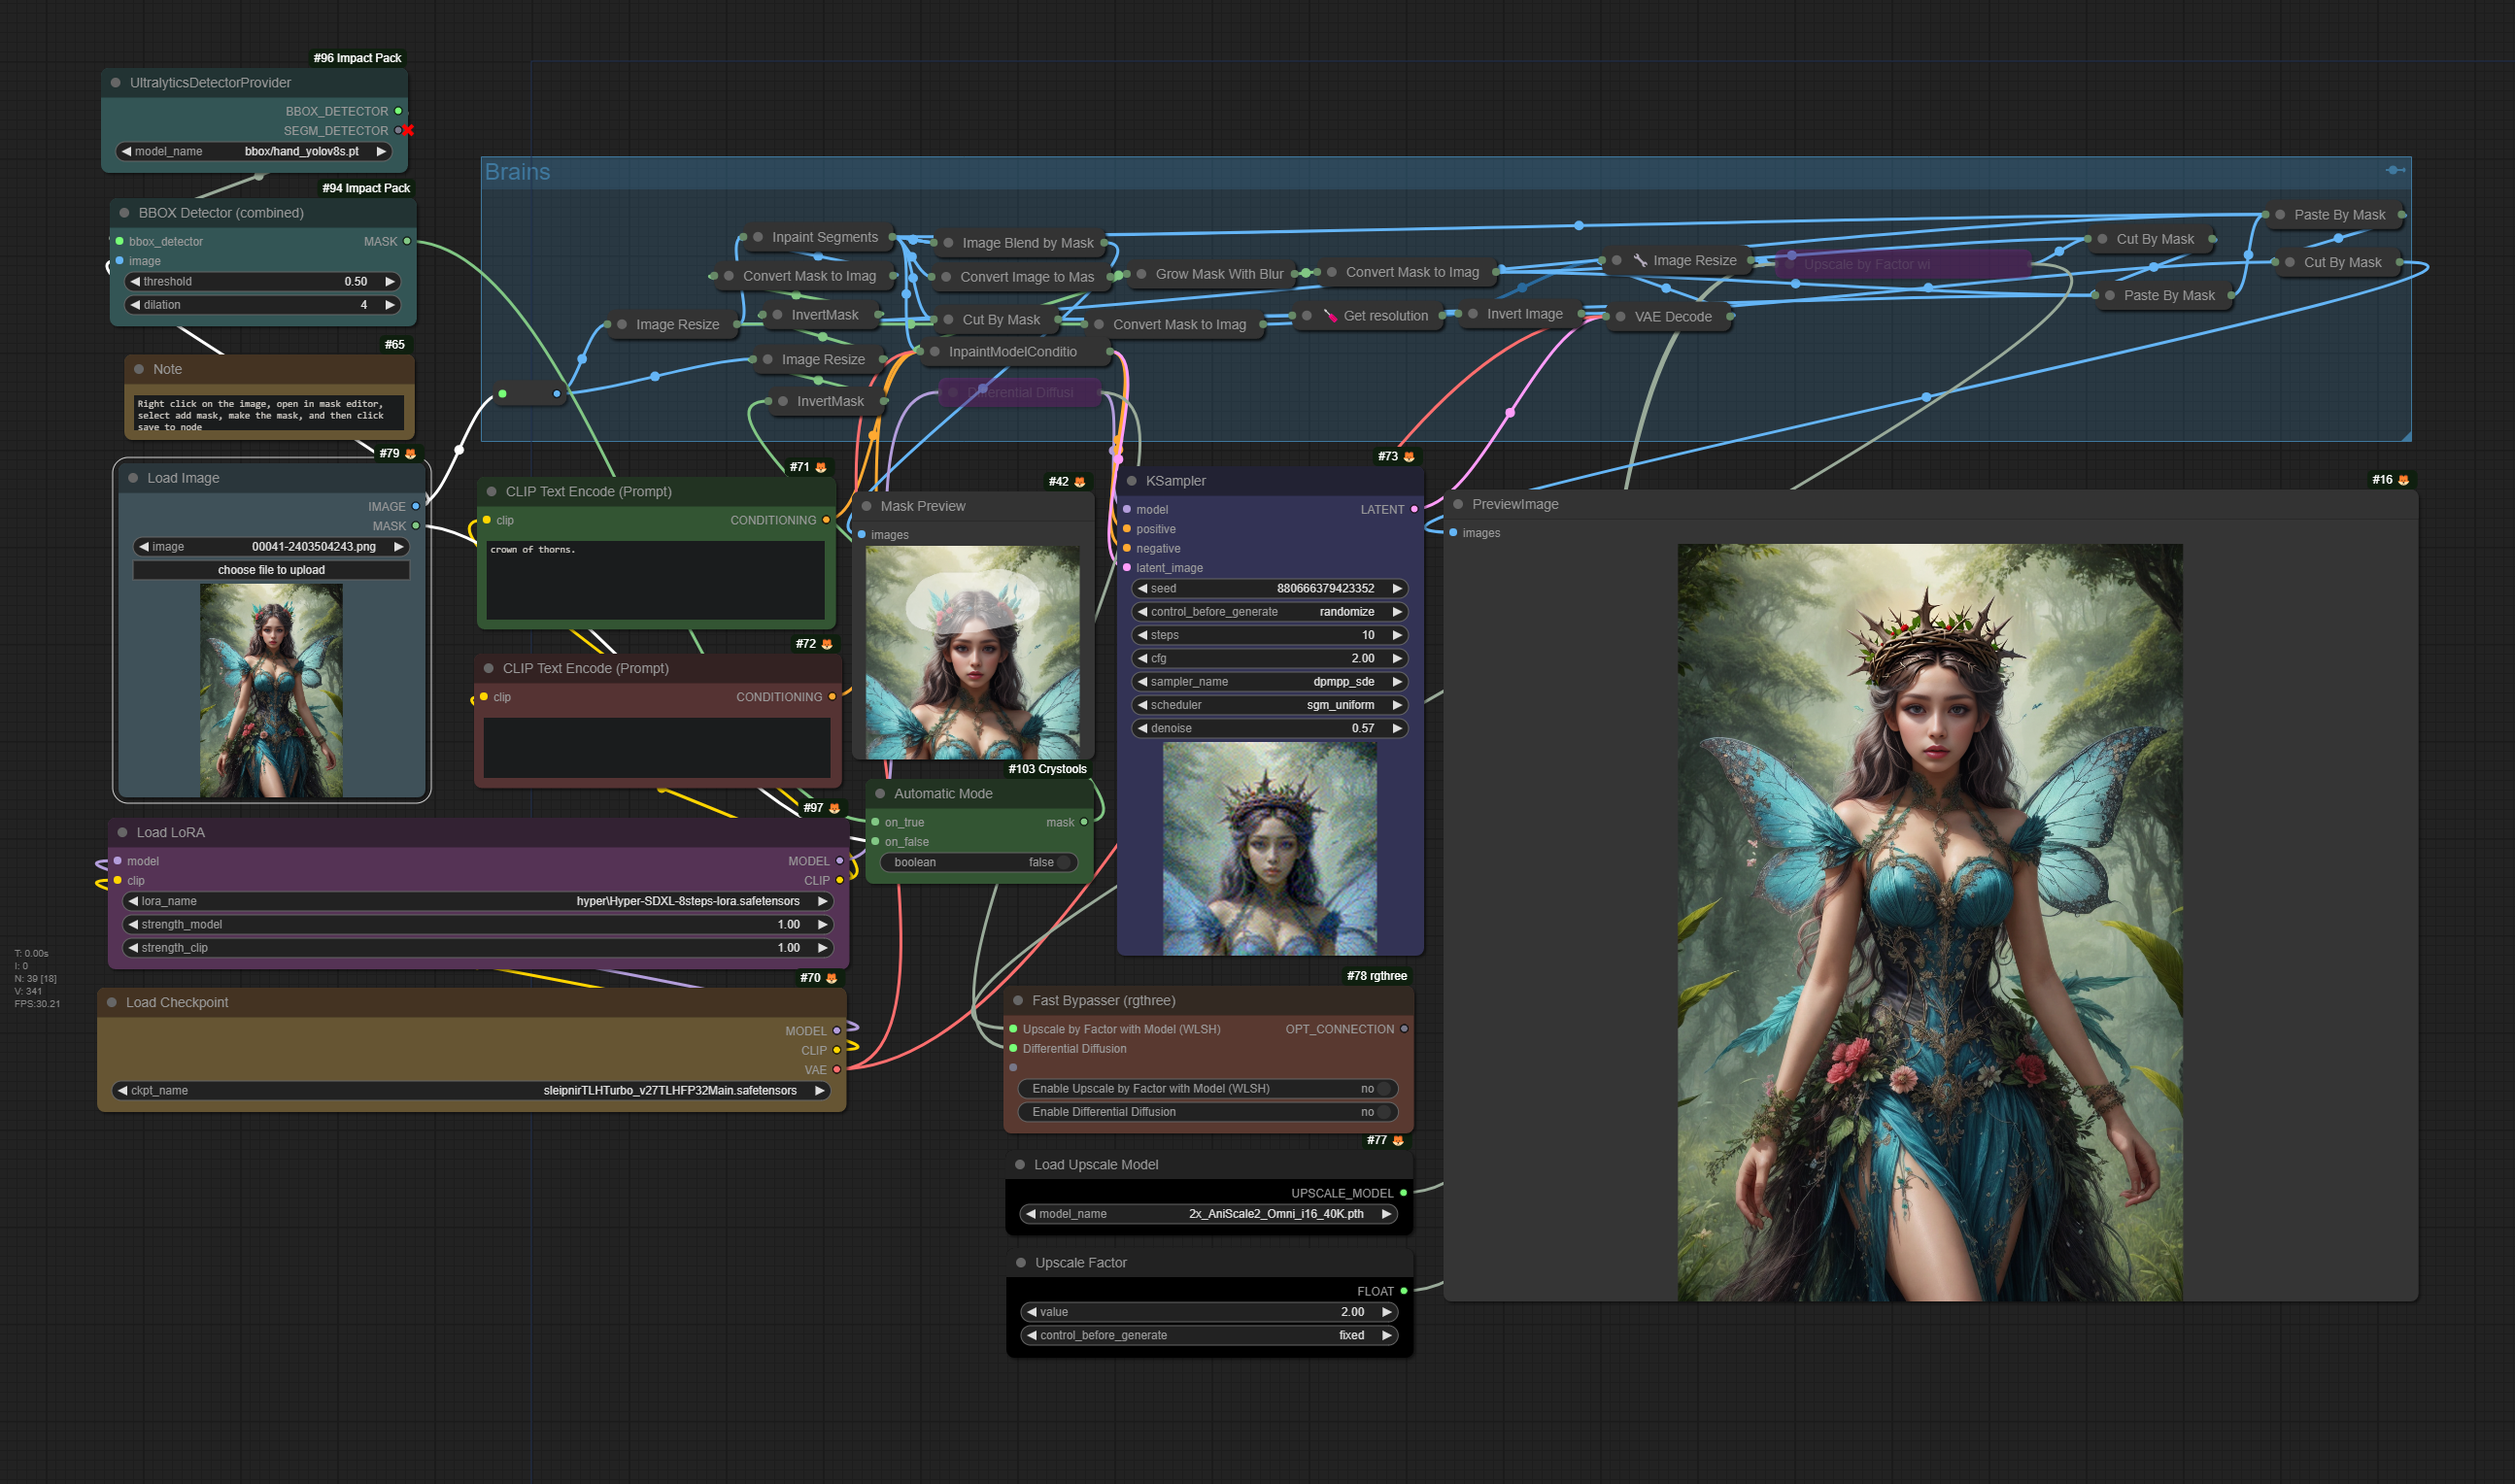 #96 Impact Pack
UltralyticsDetectorProvider
BBOX_DETECTOR
SEGM_DETECTOR
model_name bbox/hand_yolov8s.pt
#94 Impact Pack
BBOX Detector (combined)
bbox_detector MASK
image
threshold 0.50
dilation 4
#65
Note
Right click on the image, open in mask editor,
select add mask, make the mask, and then click
save to node
#79
Load Image
IMAGE
MASK
image 00041-2403504243.png
choose file to upload
Brains
Inpaint Segments
Image Blend by Mask
Convert Mask to Imag
Convert Image to Mas
Grow Mask With Blur
Convert Mask to Imag
Image Resize
Upscale by Factor wi
Cut By Mask
Paste By Mask
Cut By Mask
Paste By Mask
Image Resize
InvertMask
Cut By Mask
Convert Mask to Imag
Get resolution
Invert Image
VAE Decode
Image Resize
InpaintModelConditio
InvertMask
Differential Diffusi
#71
CLIP Text Encode (Prompt)
clip CONDITIONING
crown of thorns.
#72
CLIP Text Encode (Prompt)
clip CONDITIONING
#42
Mask Preview
images
#73
KSampler
model LATENT
positive
negative
latent_image
seed 880666379423352
control_before_generate randomize
steps 10
cfg 2.00
sampler_name dpmpp_sde
scheduler sgm_uniform
denoise 0.57
#16
PreviewImage
images
#97
Load LoRA
model MODEL
clip CLIP
lora_name hyper\Hyper-SDXL-8steps-lora.safetensors
strength_model 1.00
strength_clip 1.00
#103 Crystools
Automatic Mode
on_true mask
on_false
boolean false
T: 0.00s
I: 0
N: 39 [18]
V: 341
FPS:30.21
#70
Load Checkpoint
MODEL
CLIP
VAE
ckpt_name sleipnirTLHTurbo_v27TLHFP32Main.safetensors
#78 rgthree
Fast Bypasser (rgthree)
Upscale by Factor with Model (WLSH) OPT_CONNECTION
Differential Diffusion
Enable Upscale by Factor with Model (WLSH) no
Enable Differential Diffusion no
#77
Load Upscale Model
UPSCALE_MODEL
model_name 2x_AniScale2_Omni_i16_40K.pth
Upscale Factor
FLOAT
value 2.00
control_before_generate fixed